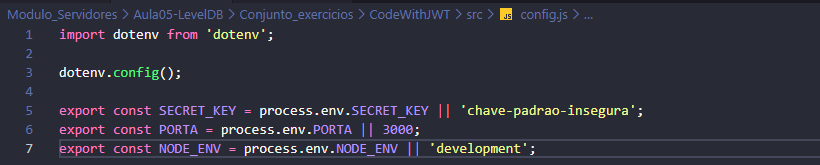 Modulo_Servidores > Aula05-LevelDB > Conjunto_exercicios > CodeWithJWT > src > JS config.js > ...
1 import dotenv from 'dotenv';
2
3 dotenv.config();
4
5 export const SECRET_KEY = process.env.SECRET_KEY || 'chave-padrao-insegura';
6 export const PORTA = process.env.PORTA || 3000;
7 export const NODE_ENV = process.env.NODE_ENV || 'development';